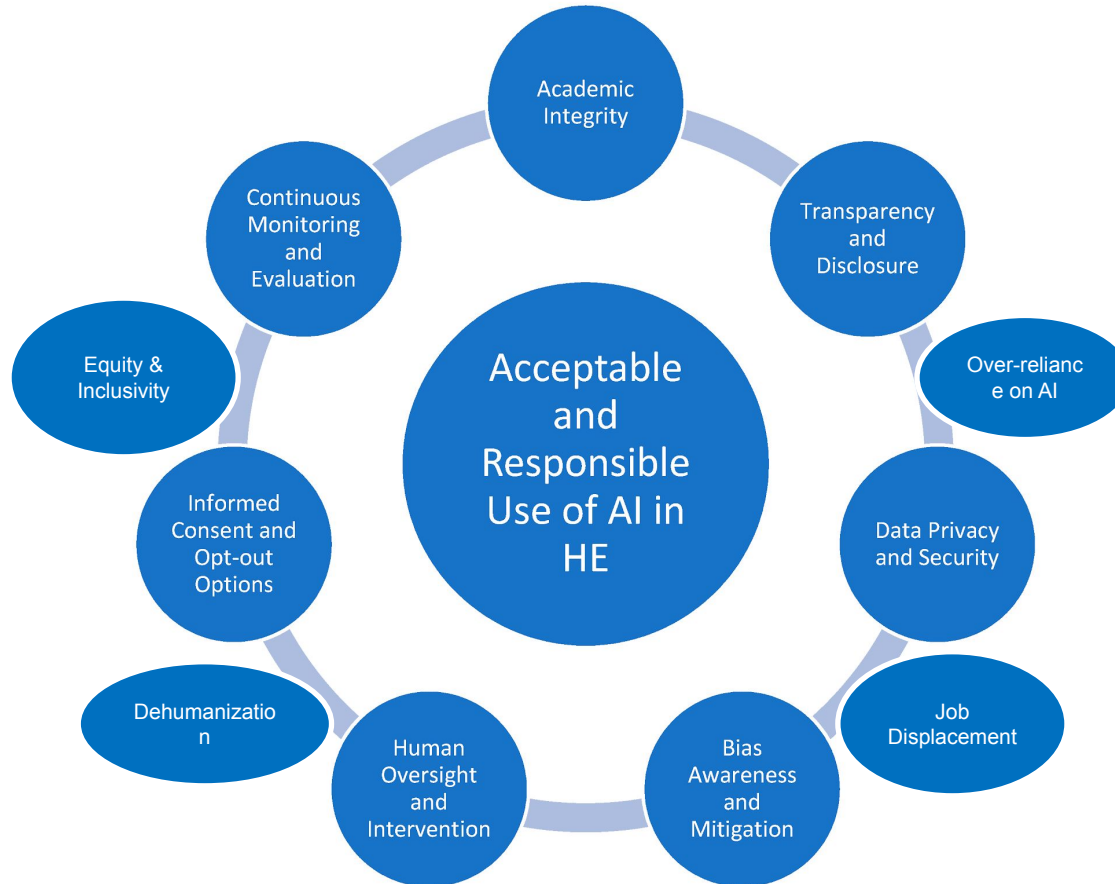 Academic
Integrity
Continuous
Monitoring
and
Evaluation
Transparency
and
Disclosure
Equity &
Inclusivity
Over-relianc
e on AI
Acceptable
and
Responsible
Use of AI in
HE
Informed
Consent and
Opt-out
Options
Data Privacy
and Security
Dehumanizatio
n
Job
Displacement
Human
Oversight
and
Intervention
Bias
Awareness
and
Mitigation